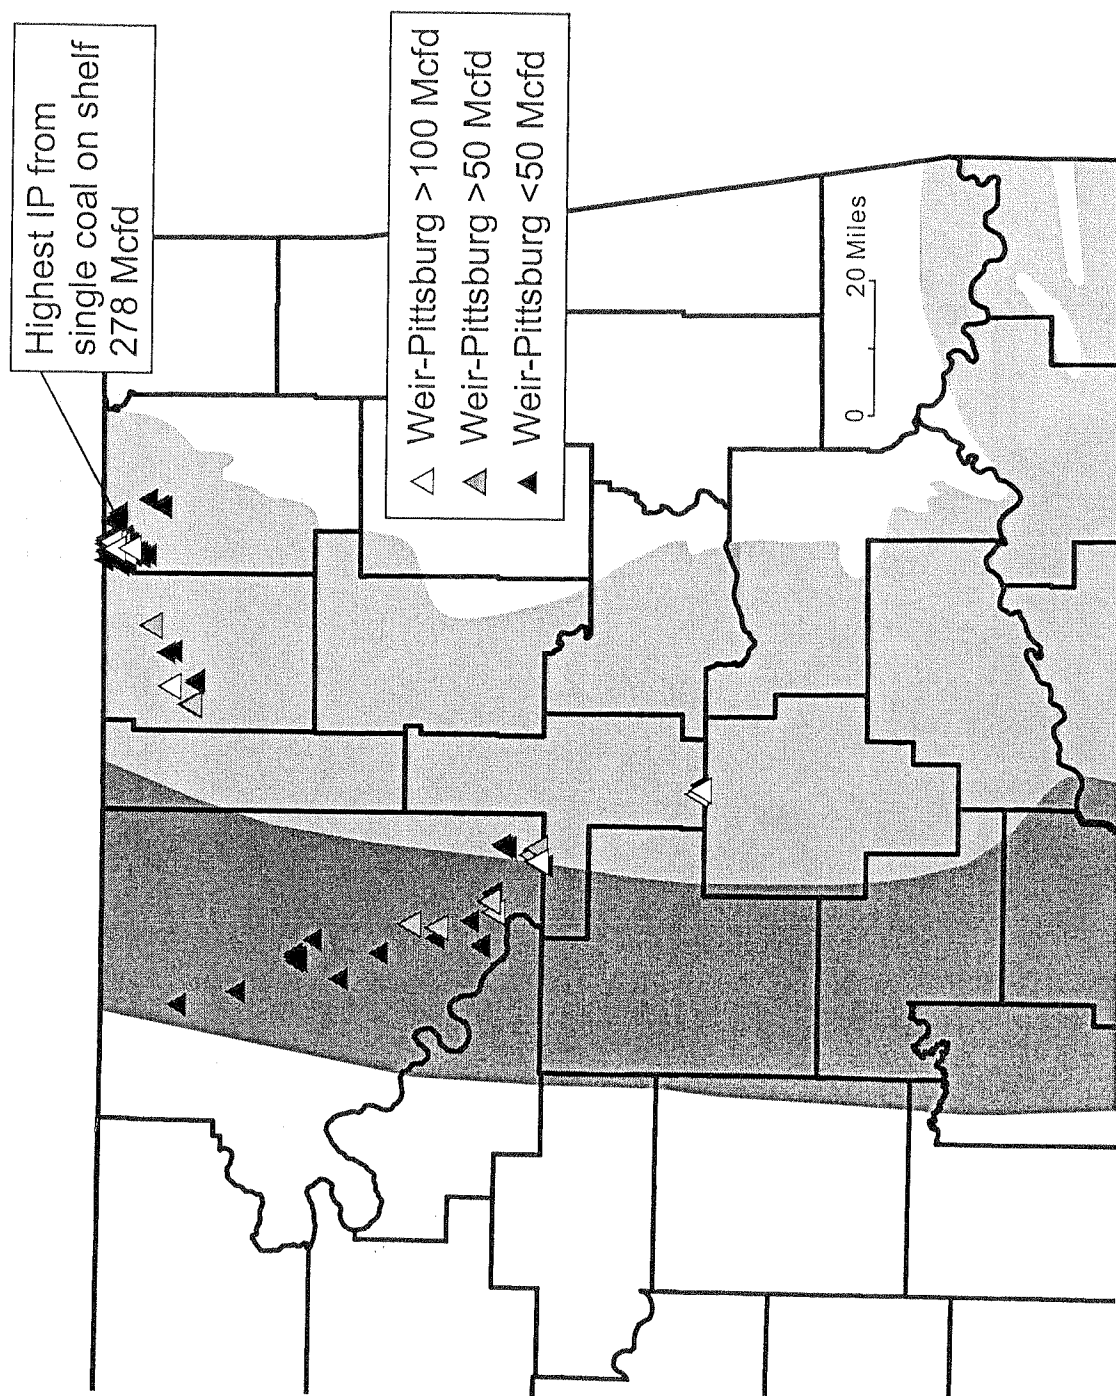 Highest IP from
single coal on shelf
278 Mcfd
Weir-Pittsburg >100 Mcfd
Weir-Pittsburg >50 Mcfd
Weir-Pittsburg <50 Mcfd
0
20 Miles